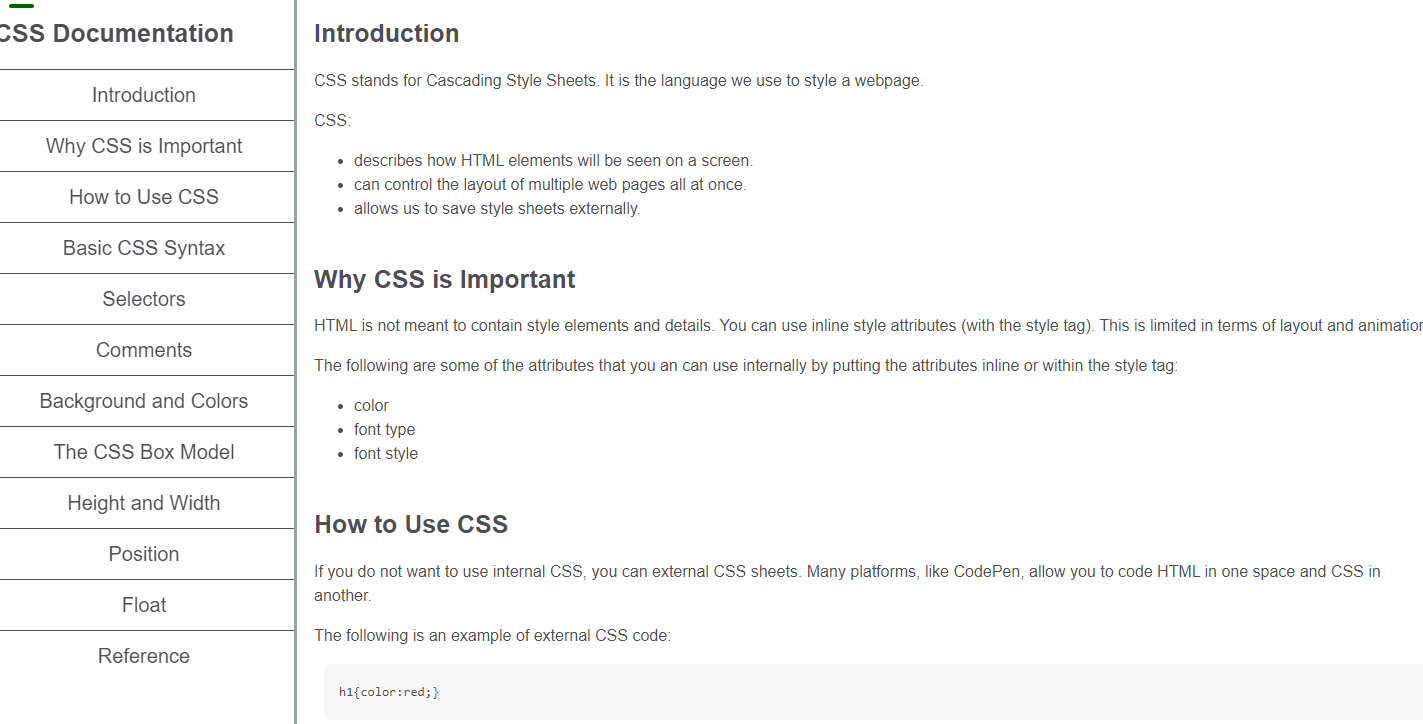 CSS Documentation
Introduction
Why CSS is Important
How to Use CSS
Basic CSS Syntax
Selectors
Comments
Background and Colors
The CSS Box Model
Height and Width
Position
Float
Reference
Introduction
CSS stands for Cascading Style Sheets. It is the language we use to style a webpage.
CSS:
describes how HTML elements will be seen on a screen.
can control the layout of multiple web pages all at once.
allows us to save style sheets externally.
Why CSS is Important
HTML is not meant to contain style elements and details. You can use inline style attributes (with the style tag). This is limited in terms of layout and animation
The following are some of the attributes that you an can use internally by putting the attributes inline or within the style tag:
color
font type
font style
How to Use CSS
If you do not want to use internal CSS, you can external CSS sheets. Many platforms, like CodePen, allow you to code HTML in one space and CSS in
another.
The following is an example of external CSS code:
h1{color:red;}